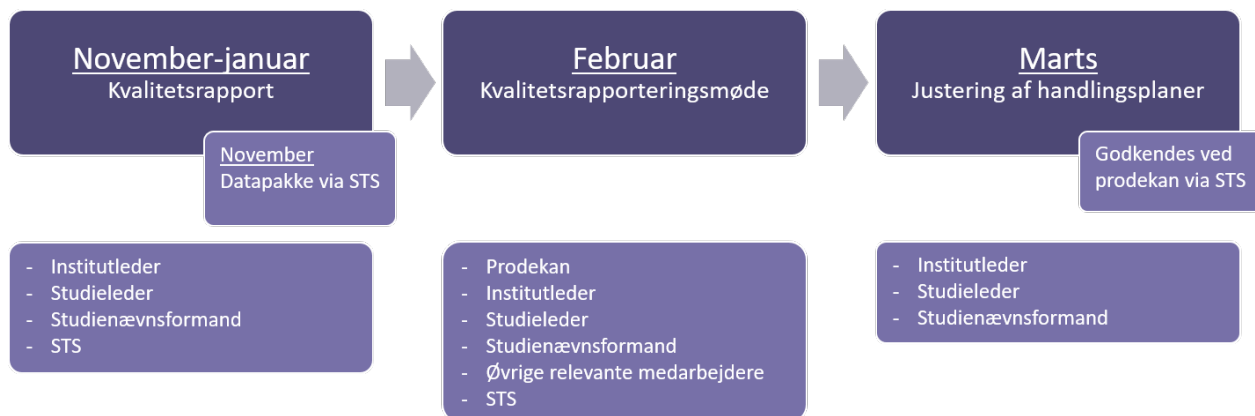 November-januar
Kvalitetsrapport
November
Datapakke via STS
- Institutleder
- Studieleder
- Studienævnsformand
- STS
Februar
Kvalitetsrapporteringsmøde
- Prodekan
- Institutleder
- Studieleder
- Studienævnsformand
- Øvrige relevante medarbejdere
- STS
Marts
Justering af handlingsplaner
Godkendes ved
prodekan via STS
- Institutleder
- Studieleder
- Studienævnsformand